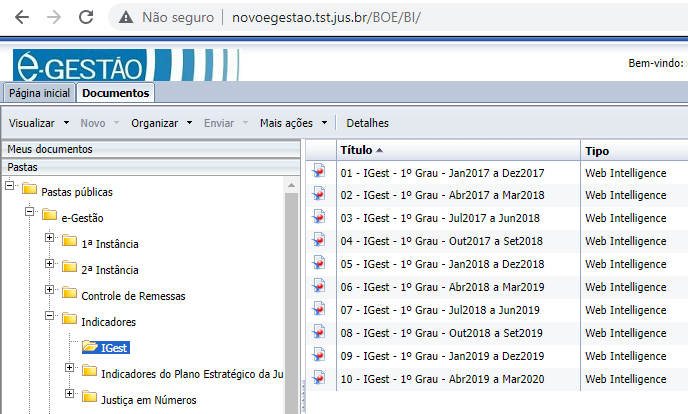 Não seguro | novoegestao.tst.jus.br/BOE/BI/
é-GESTÃO
Bem-vindo:
Página inicial Documentos
Visualizar Novo Organizar Enviar Mais ações Detalhes
Meus documentos
Pastas
Pastas públicas
e-Gestão
1ª Instância
2ª Instância
Controle de Remessas
Indicadores
IGest
Indicadores do Plano Estratégico da Ju
Justiça em Números
Título Tipo
01 - IGest - 1º Grau - Jan2017 a Dez2017 Web Intelligence
02 - IGest - 1º Grau - Abr2017 a Mar2018 Web Intelligence
03 - IGest - 1º Grau - Jul2017 a Jun2018 Web Intelligence
04 - IGest - 1º Grau - Out2017 a Set2018 Web Intelligence
05 - IGest - 1º Grau - Jan2018 a Dez2018 Web Intelligence
06 - IGest - 1º Grau - Abr2018 a Mar2019 Web Intelligence
07 - IGest - 1º Grau - Jul2018 a Jun2019 Web Intelligence
08 - IGest - 1º Grau - Out2018 a Set2019 Web Intelligence
09 - IGest - 1º Grau - Jan2019 a Dez2019 Web Intelligence
10 - IGest - 1º Grau - Abr2019 a Mar2020 Web Intelligence